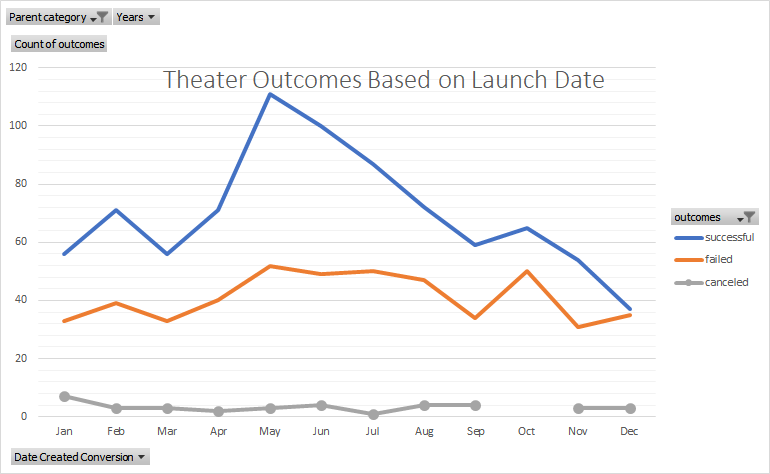 Parent category Years
Count of outcomes
Theater Outcomes Based on Launch Date
120
100
80
60
40
20
0
Jan Feb Mar Apr May Jun Jul Aug Sep Oct Nov Dec
outcomes
successful
failed
canceled
Date Created Conversion